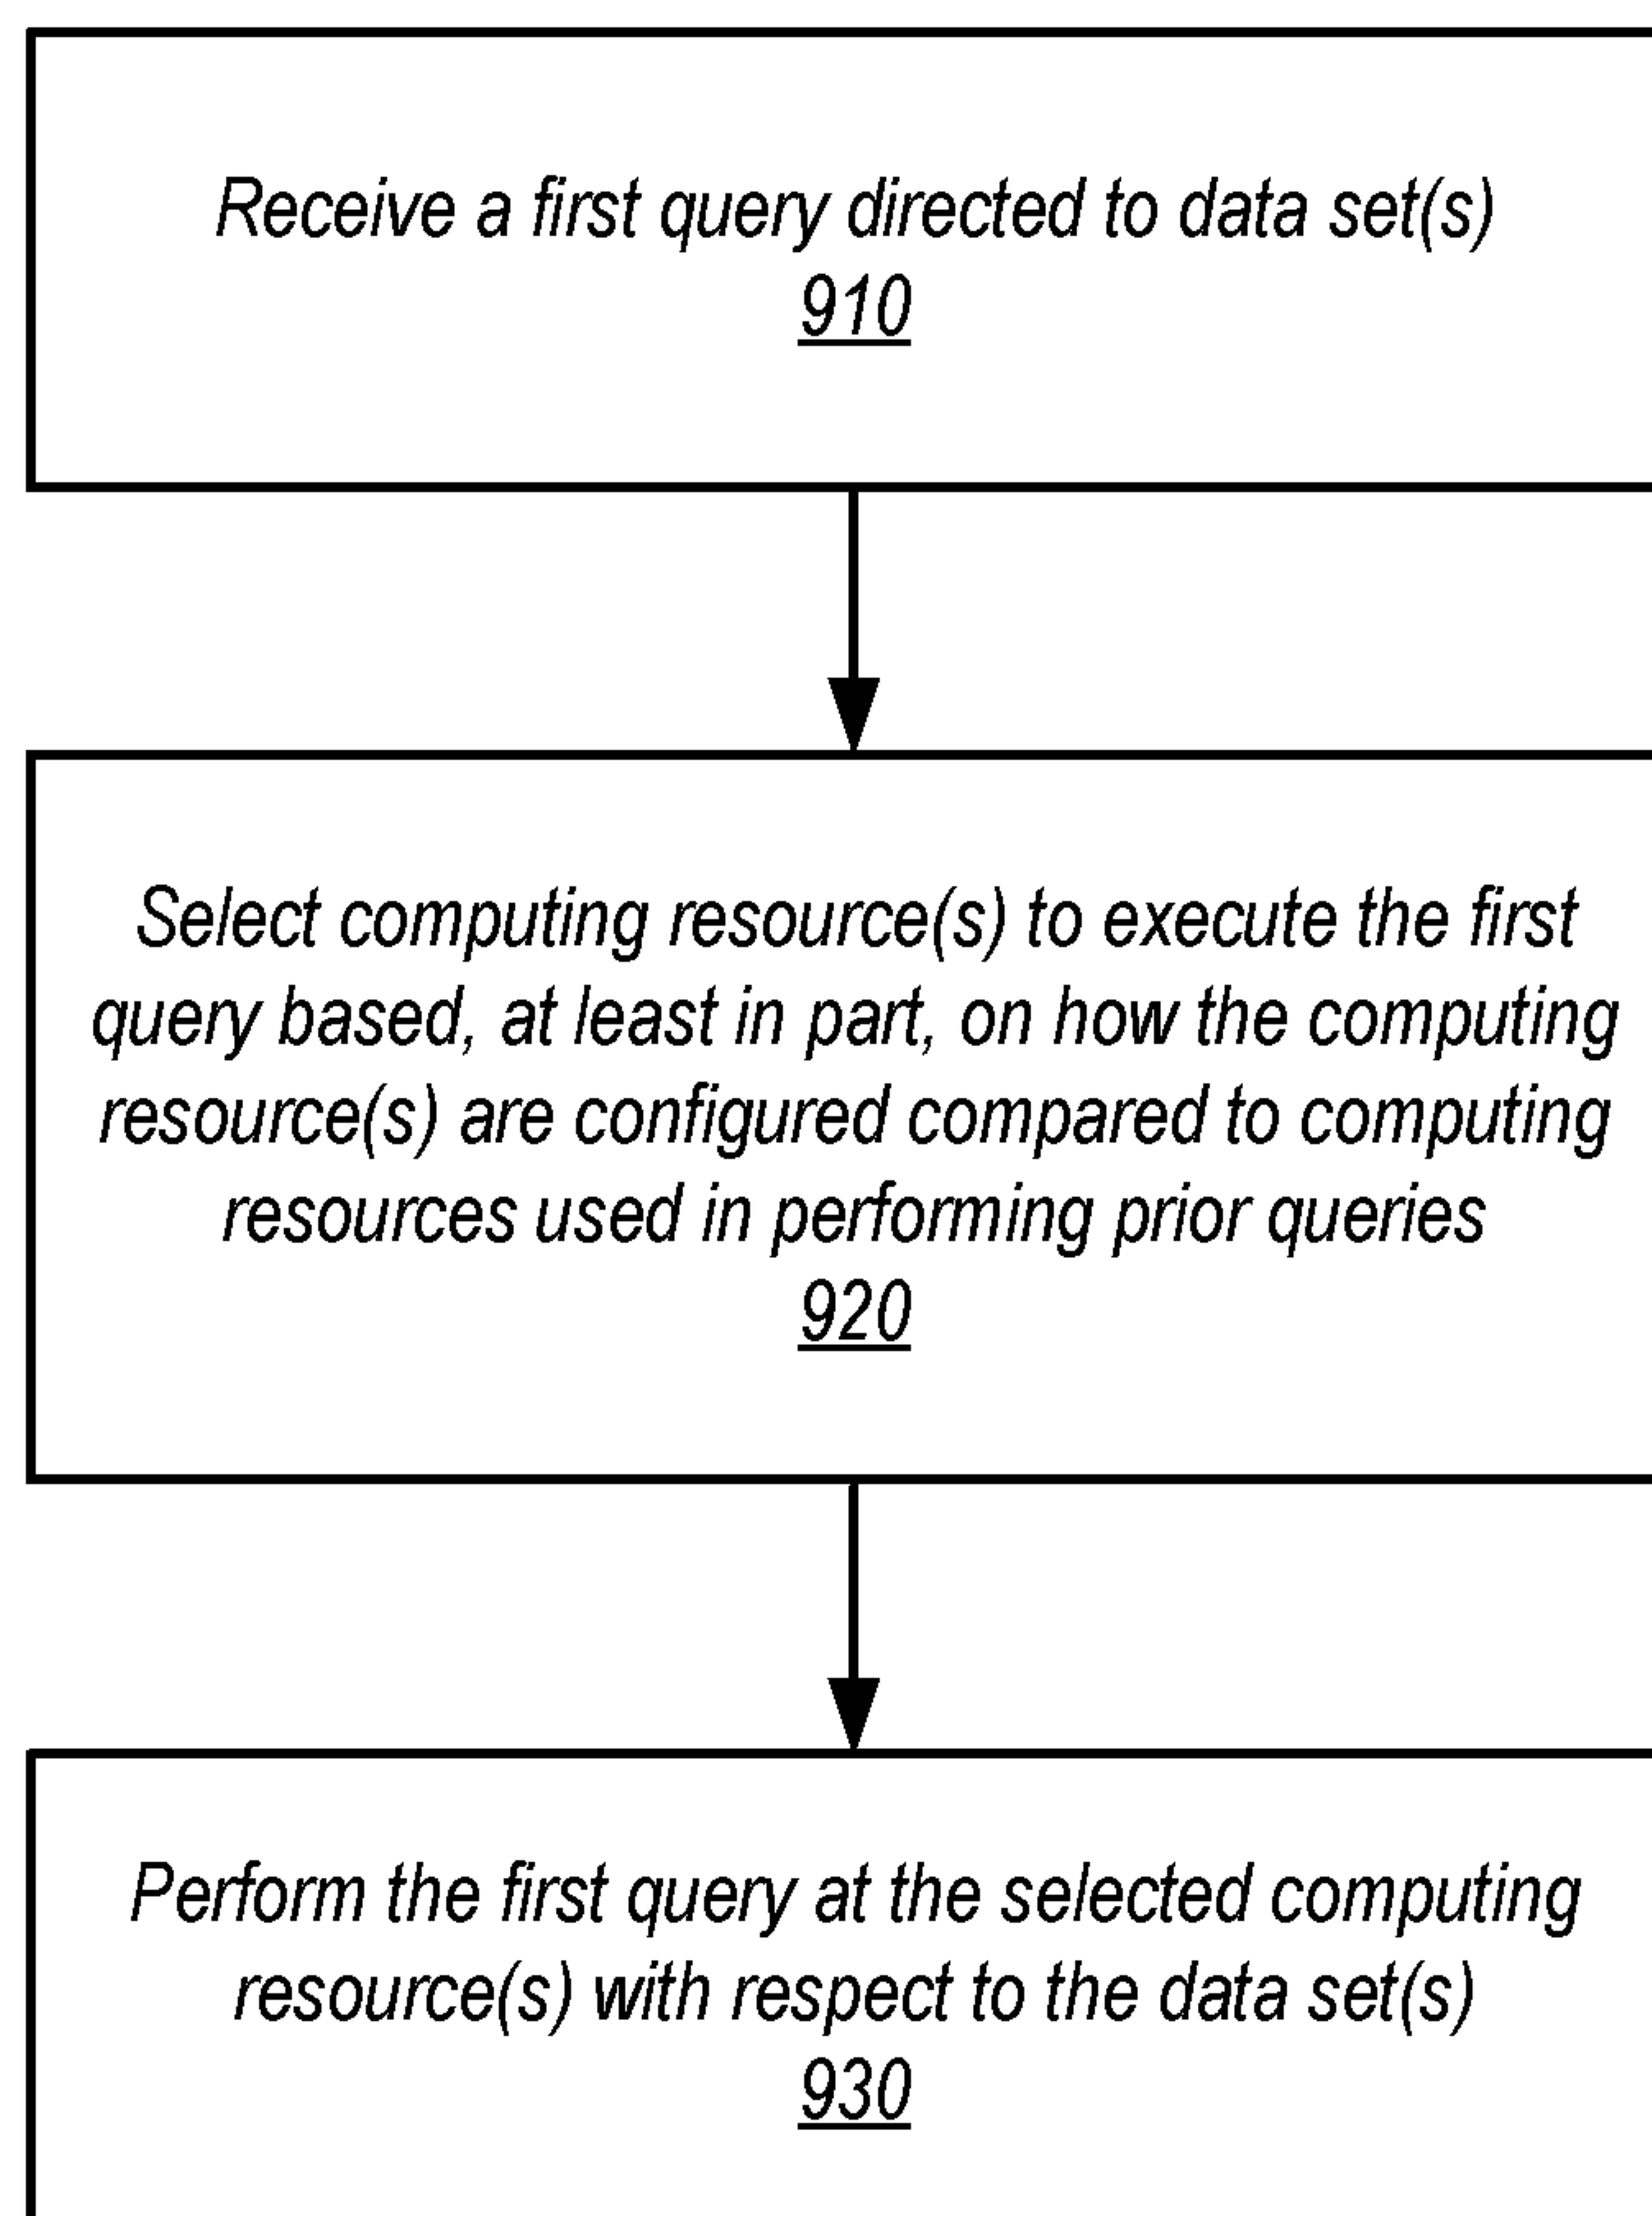 Receive a first query directed to data set(s)
910
Select computing resource(s) to execute the first
query based, at least in part, on how the computing
resource(s) are configured compared to computing
resources used in performing prior queries
920
Perform the first query at the selected computing
resource(s) with respect to the data set(s)
930